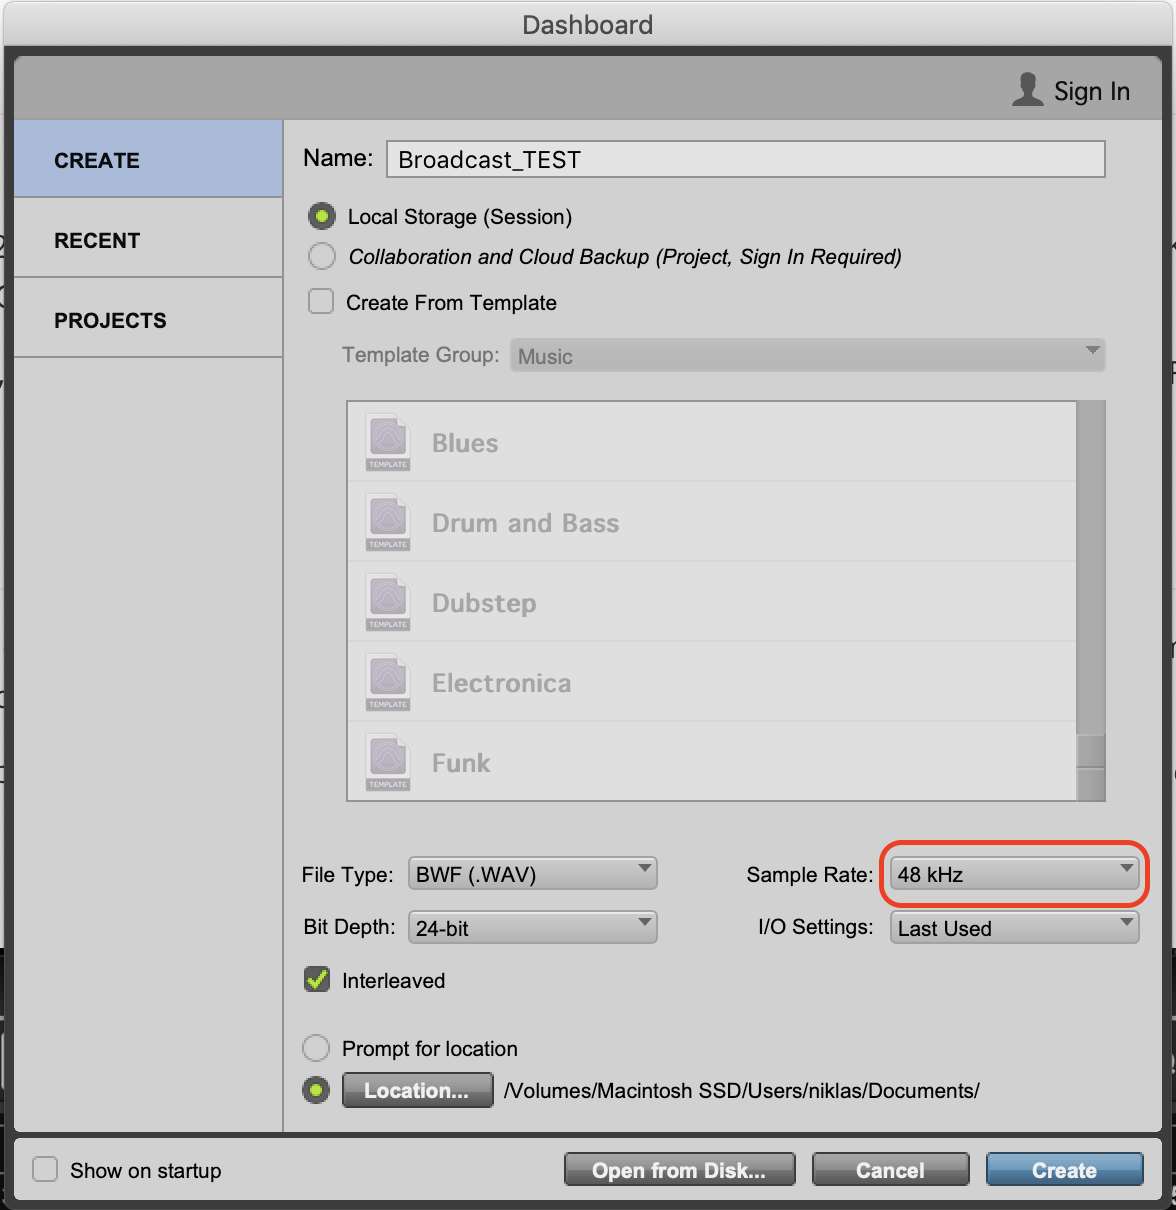 Dashboard
Sign In
CREATE
RECENT
PROJECTS
Name: Broadcast_TEST
Local Storage (Session)
Collaboration and Cloud Backup (Project, Sign In Required)
Create From Template
Template Group: Music
TEMPLATE Blues
TEMPLATE Drum and Bass
TEMPLATE Dubstep
TEMPLATE Electronica
TEMPLATE Funk
File Type: BWF (.WAV) Sample Rate: 48 kHz
Bit Depth: 24-bit I/O Settings: Last Used
Interleaved
Prompt for location
Location... /Volumes/Macintosh SSD/Users/niklas/Documents/
Show on startup Open from Disk... Cancel Create